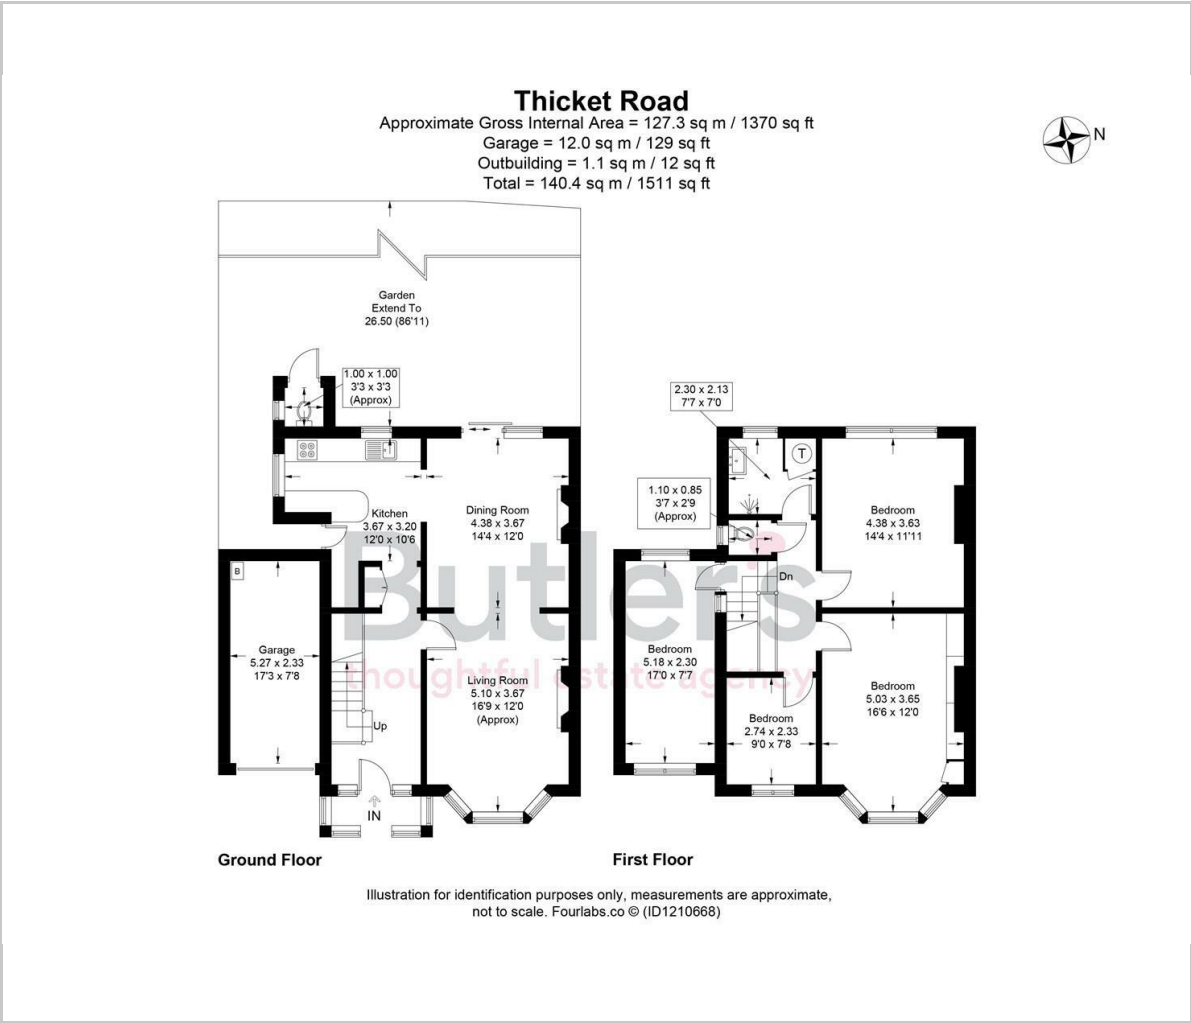 Thicket Road
Approximate Gross Internal Area = 127.3 sq m / 1370 sq ft
Garage = 12.0 sq m / 129 sq ft
Outbuilding = 1.1 sq m / 12 sq ft
Total = 140.4 sq m / 1511 sq ft
N
Garden
Extend To
26.50 (86'11)
1.00 x 1.00
3'3 x 3'3
(Approx)
Kitchen
3.67 x 3.20
12'0 x 10'6
Dining Room
4.38 x 3.67
14'4 x 12'0
B
Garage
5.27 x 2.33
17'3 x 7'8
Living Room
5.10 x 3.67
16'9 x 12'0
(Approx)
Up
IN
Ground Floor
2.30 x 2.13
7'7 x 7'0
T
1.10 x 0.85
3'7 x 2'9
(Approx)
Bedroom
4.38 x 3.63
14'4 x 11'11
Dn
Bedroom
5.18 x 2.30
17'0 x 7'7
Bedroom
5.03 x 3.65
16'6 x 12'0
Bedroom
2.74 x 2.33
9'0 x 7'8
First Floor
Butler's
thoughtful estate agency
Illustration for identification purposes only, measurements are approximate,
not to scale. Fourlabs.co © (ID1210668)